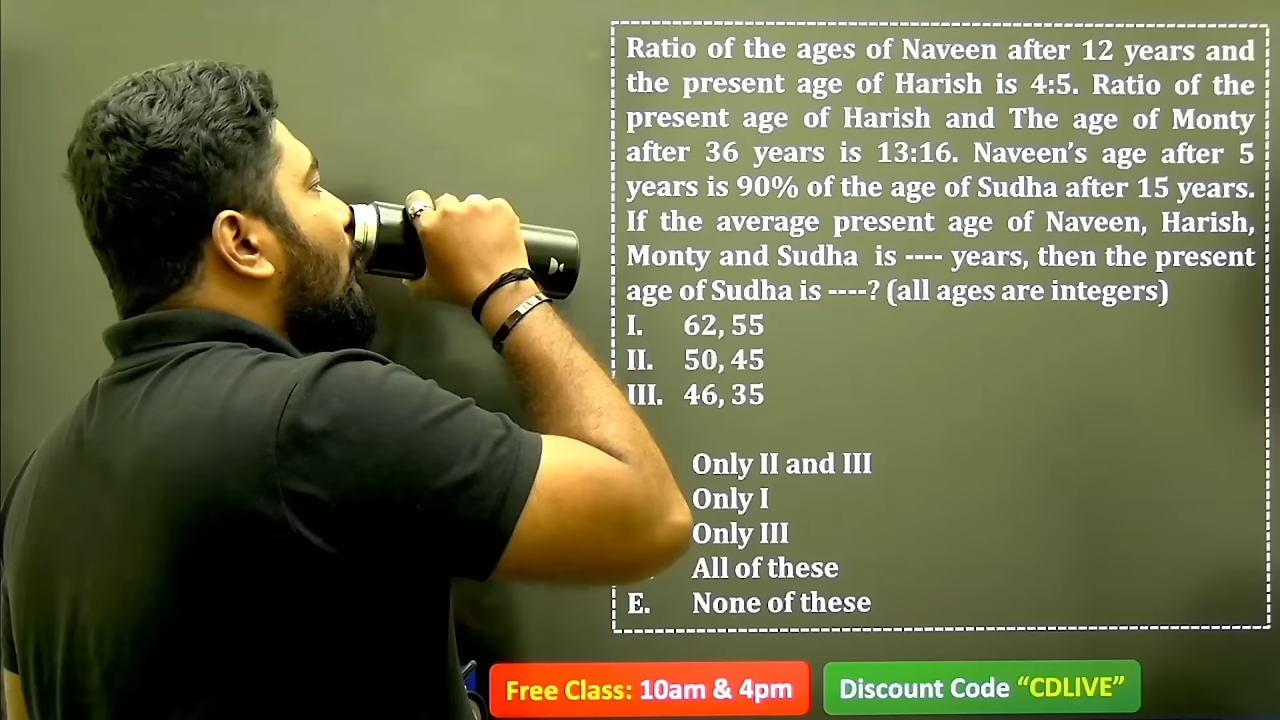 Ratio of the ages of Naveen after 12 years and
the present age of Harish is 4:5. Ratio of the
present age of Harish and The age of Monty
after 36 years is 13:16. Naveen's age after 5
years is 90% of the age of Sudha after 15 years.
If the average present age of Naveen, Harish,
Monty and Sudha is ---- years, then the present
age of Sudha is ----? (all ages are integers)
I. 62, 55
II. 50, 45
III. 46, 35
Only II and III
Only I
Only III
All of these
E. None of these
Free Class: 10am & 4pm
Discount Code "CDLIVE"